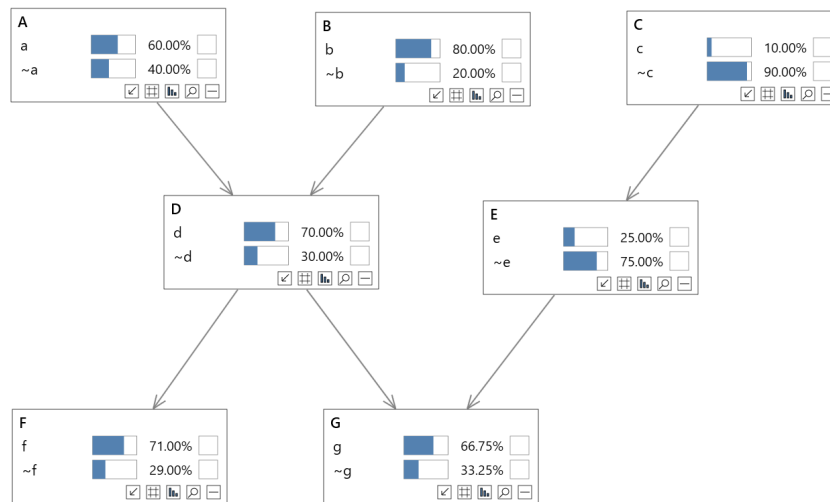 A
a 60.00%
~a 40.00%
B
b 80.00%
~b 20.00%
C
c 10.00%
~c 90.00%
D
d 70.00%
~d 30.00%
E
e 25.00%
~e 75.00%
F
f 71.00%
~f 29.00%
G
g 66.75%
~g 33.25%